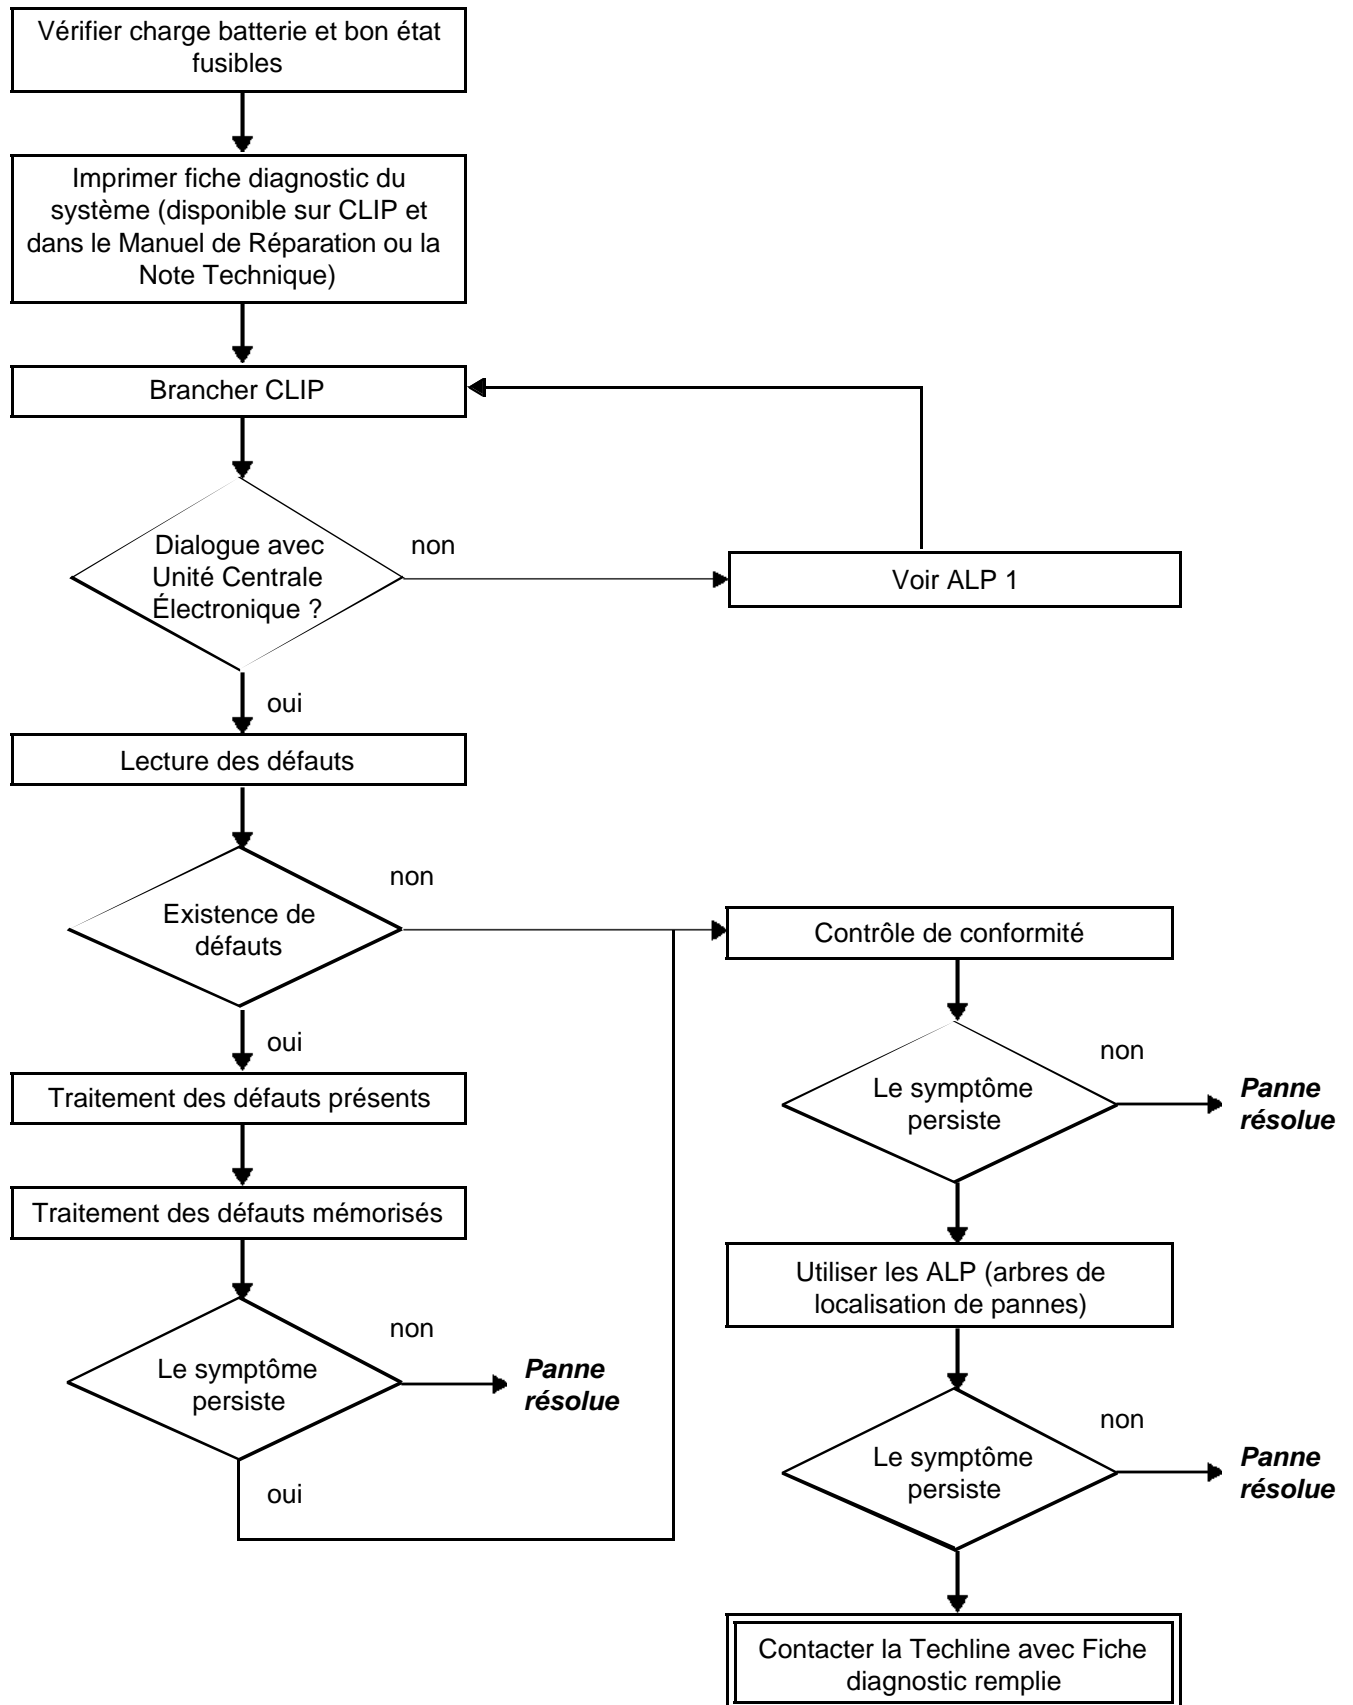 Vérifier charge batterie et bon état
fusibles
Imprimer fiche diagnostic du
système (disponible sur CLIP et
dans le Manuel de Réparation ou la
Note Technique)
Brancher CLIP
Dialogue avec
Unité Centrale
Électronique ?
non
Voir ALP 1
oui
Lecture des défauts
Existence de
défauts
non
oui
Traitement des défauts présents
Traitement des défauts mémorisés
Le symptôme
persiste
non
Panne
résolue
oui
Contrôle de conformité
Le symptôme
persiste
non
Panne
résolue
Utiliser les ALP (arbres de
localisation de pannes)
Le symptôme
persiste
non
Panne
résolue
Contacter la Techline avec Fiche
diagnostic remplie